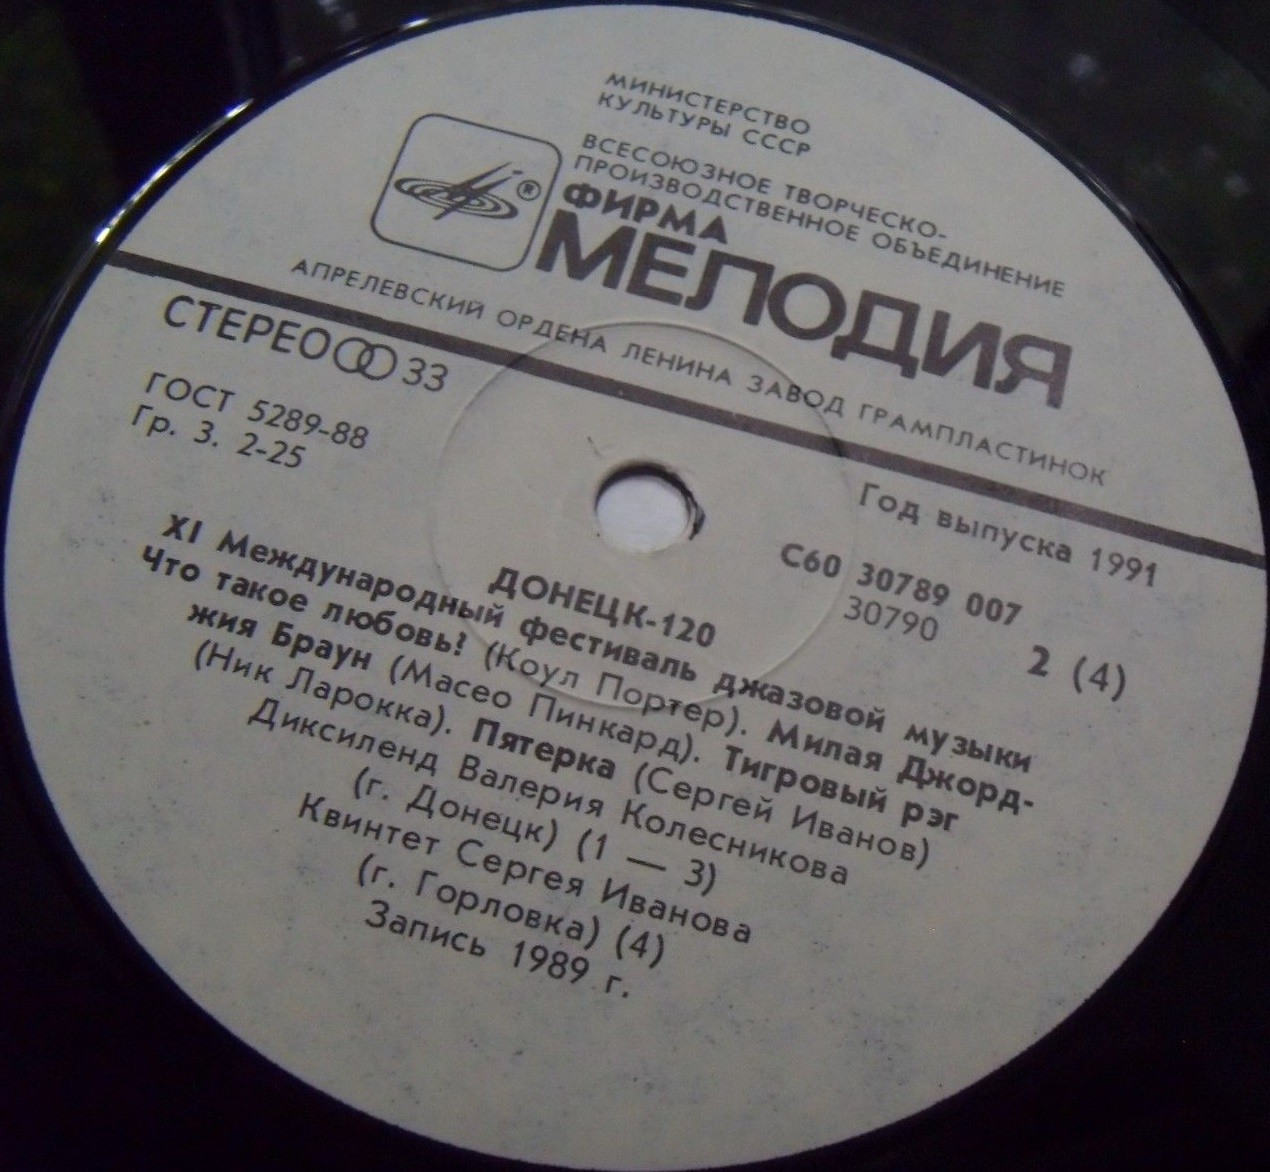 МИНИСТЕРСТВО
КУЛЬТУРЫ СССР
ВСЕСОЮЗНОЕ ТВОРЧЕСКО-
ПРОИЗВОДСТВЕННОЕ ОБЪЕДИНЕНИЕ
ФИРМА
МЕЛОДИЯ
®
АПРЕЛЕВСКИЙ ОРДЕНА ЛЕНИНА ЗАВОД ГРАМПЛАСТИНОК
СТЕРЕО 33
ГОСТ 5289-88
Гр. 3. 2-25
Год выпуска 1991
С60 30789 007
30790
2 (4)
ДОНЕЦК-120
XI Международный фестиваль джазовой музыки
Что такое любовь! (Коул Портер). Милая Джорд-
жия Браун (Масео Пинкард). Тигровый рэг
(Ник Ларокка). Пятерка (Сергей Иванов)
Диксиленд Валерия Колесникова
(г. Донецк) (1 — 3)
Квинтет Сергея Иванова
(г. Горловка) (4)
Запись 1989 г.